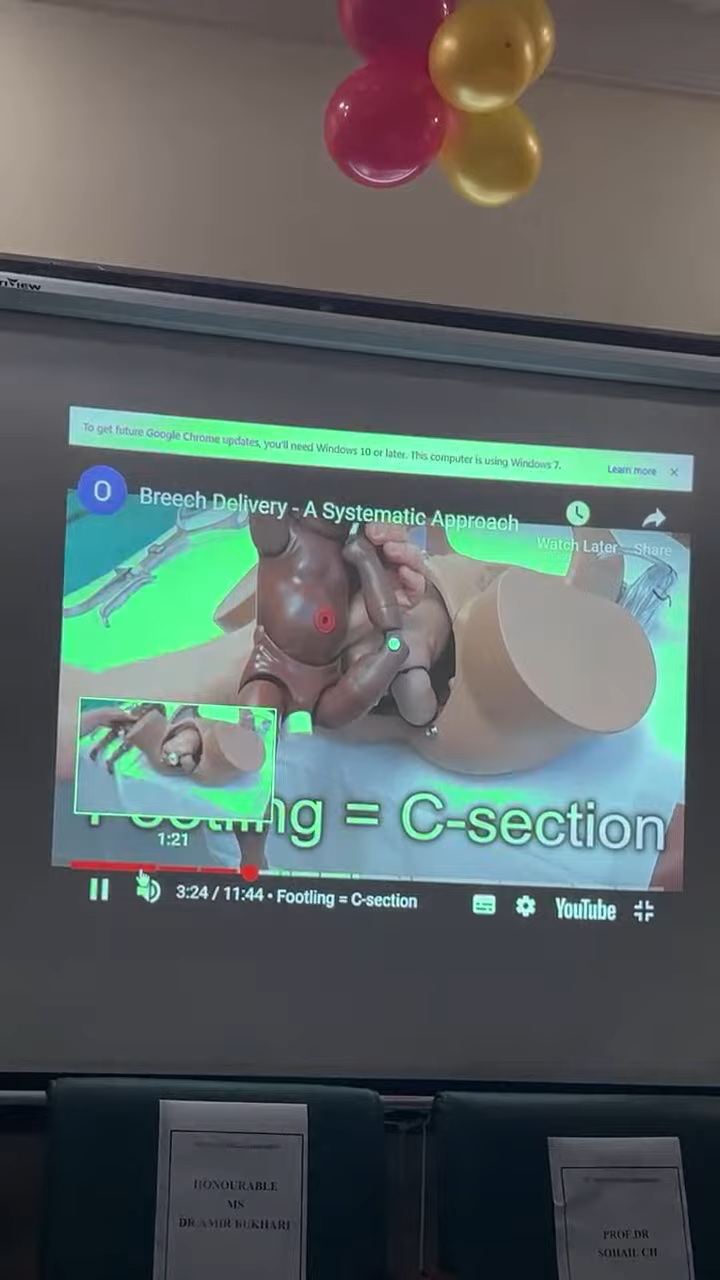 To get future Google Chrome updates, you'll need Windows 10 or later. This computer is using Windows 7.
Learn more ×
O
Breech Delivery - A Systematic Approach
Watch Later
Share
= C-section
1:21
3:24 / 11:44 • Footling = C-section
YouTube
HONOURABLE
MS
DR AMIR BUKHARI
PROF DR
SOHAIL CH